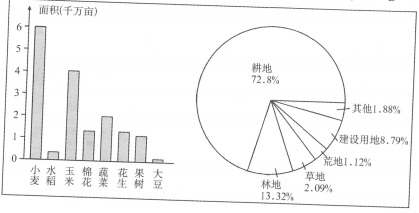 面积(千万亩)
6
5
4
3
2
1
0
小麦
水稻
玉米
棉花
蔬菜
花生
果树
大豆
耕地
72.8%
其他1.88%
建设用地8.79%
荒地1.12%
草地
2.09%
林地
13.32%